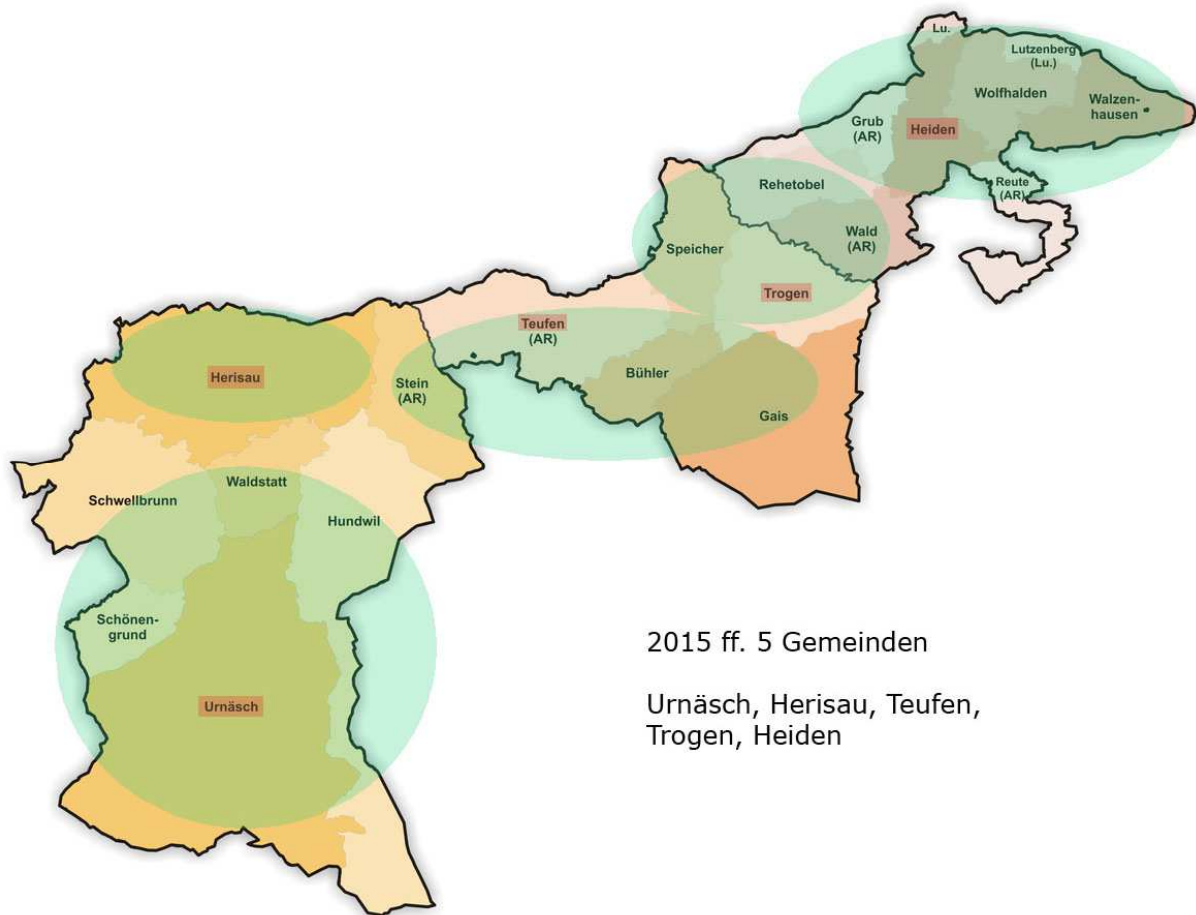 Lu.
Lutzenberg
(Lu.)
Wolfhalden
Walzen-
hausen
Grub
(AR)
Heiden
Rehetobel
Reute
(AR)
Wald
(AR)
Speicher
Trogen
Teufen
(AR)
Bühler
Herisau
Stein
(AR)
Gais
Waldstatt
Schwellbrunn
Hundwil
Schönen-
grund
Urnäsch
2015 ff. 5 Gemeinden
Urnäsch, Herisau, Teufen,
Trogen, Heiden